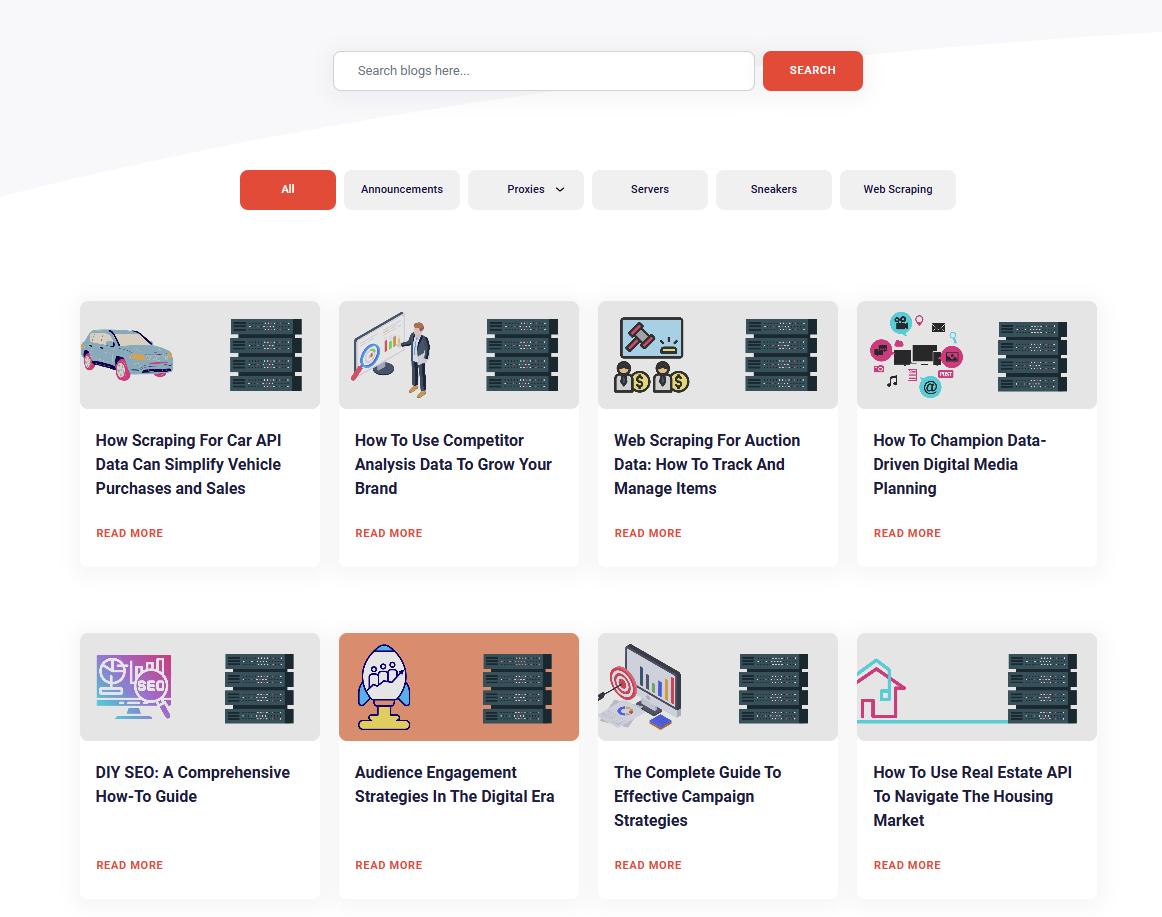 Search blogs here...
SEARCH
All
Announcements
Proxies
Servers
Sneakers
Web Scraping
How Scraping For Car API
Data Can Simplify Vehicle
Purchases and Sales
READ MORE
How To Use Competitor
Analysis Data To Grow Your
Brand
READ MORE
Web Scraping For Auction
Data: How To Track And
Manage Items
READ MORE
POST
@
How To Champion Data-
Driven Digital Media
Planning
READ MORE
SEO
DIY SEO: A Comprehensive
How-To Guide
READ MORE
Audience Engagement
Strategies In The Digital Era
READ MORE
The Complete Guide To
Effective Campaign
Strategies
READ MORE
How To Use Real Estate API
To Navigate The Housing
Market
READ MORE